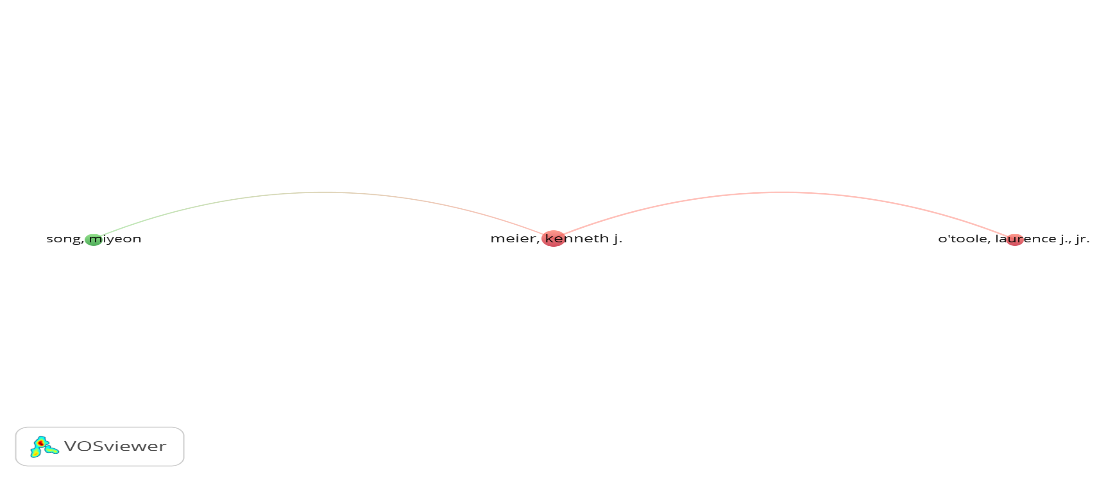 song, miyeon
meier, kenneth j.
o'toole, laurence j., jr.
VOSviewer